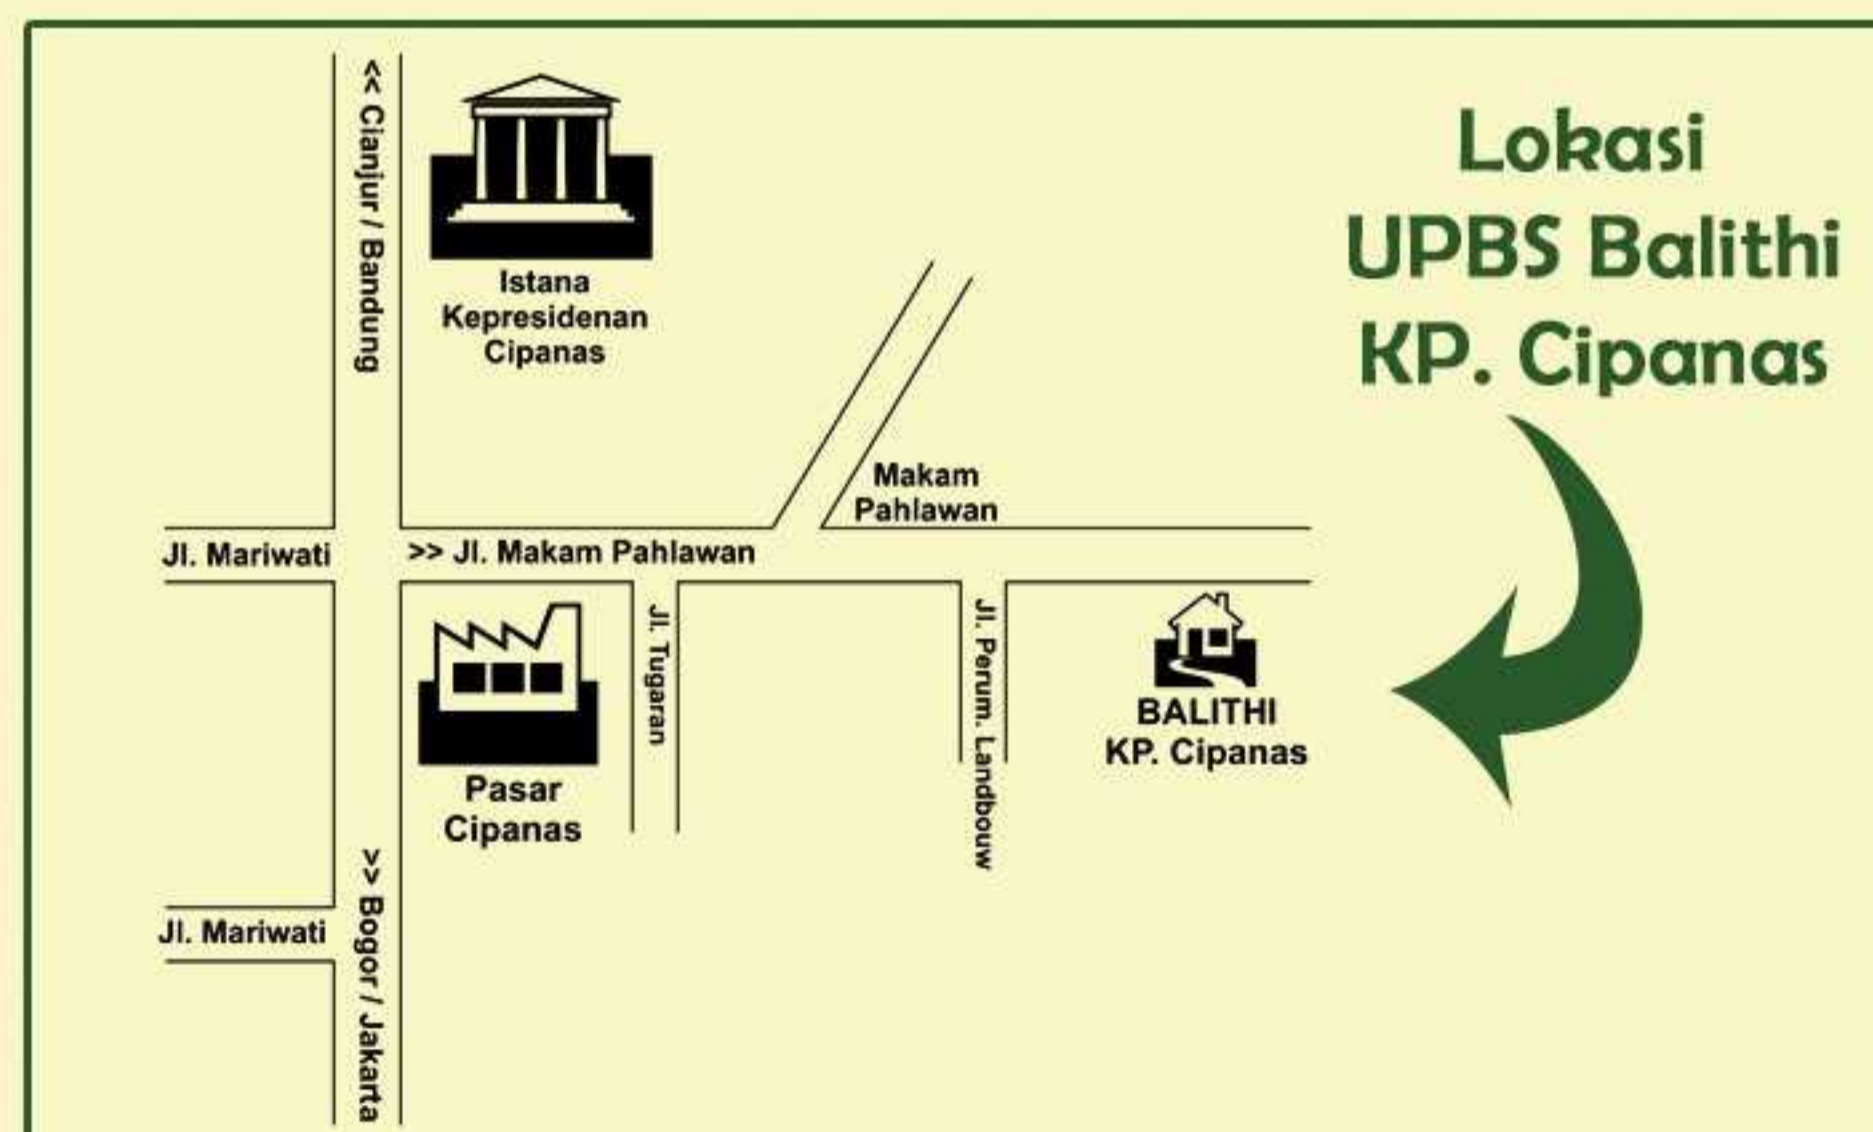 Lokasi
UPBS Balithi
KP. Cipanas
<< Cianjur / Bandung
Istana
Kepresidenan
Cipanas
Makam
Pahlawan
Jl. Mariwati
>> Jl. Makam Pahlawan
Jl. Tugaran
Jl. Perum. Landbouw
BALITHI
KP. Cipanas
Pasar
Cipanas
Jl. Mariwati
>> Bogor / Jakarta